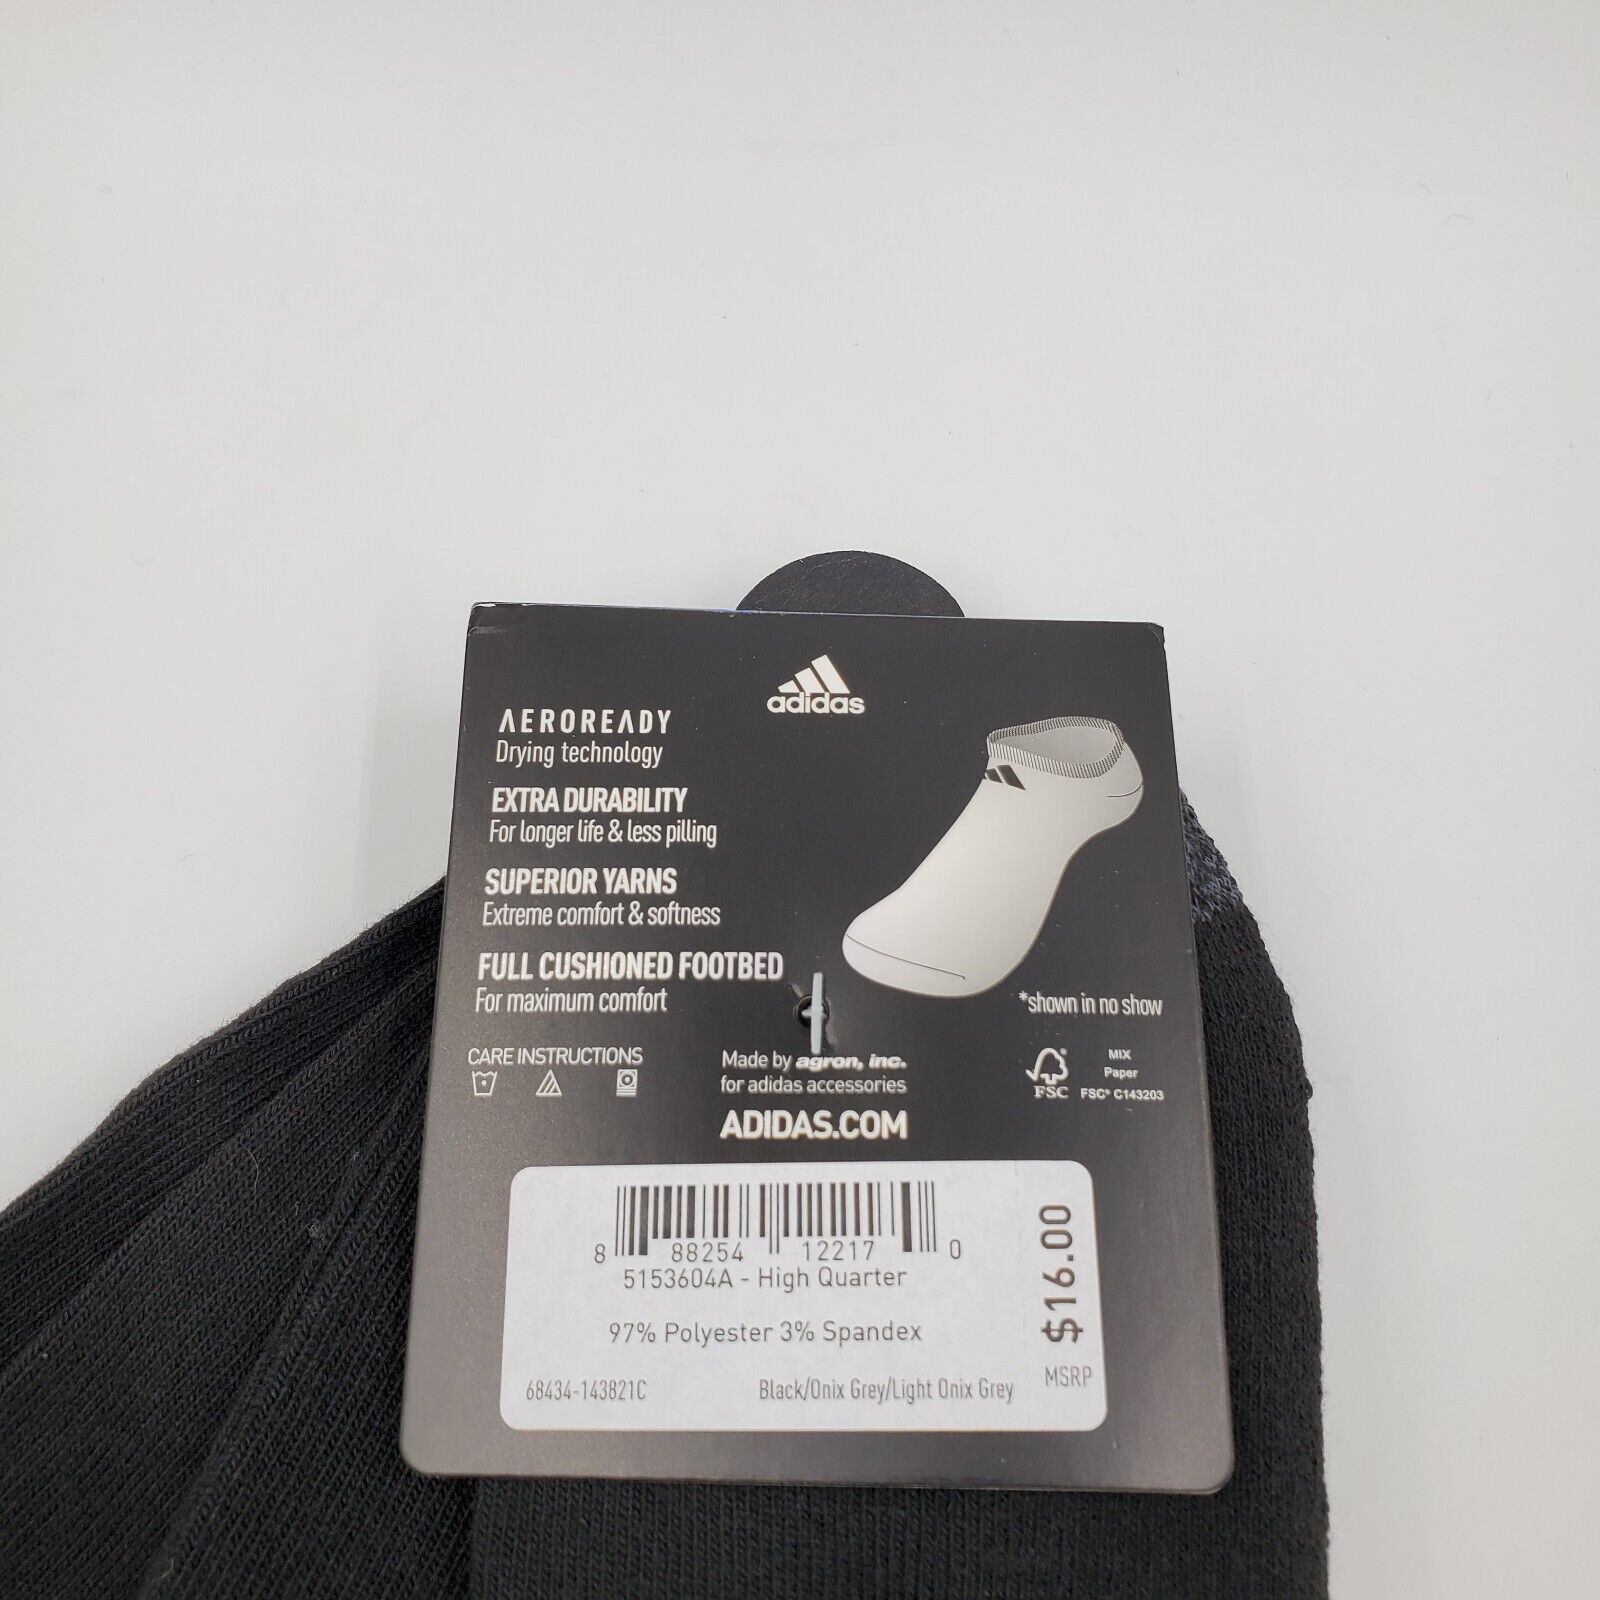 adidas
AEROREADY
Drying technology
EXTRA DURABILITY
For longer life & less pilling
SUPERIOR YARNS
Extreme comfort & softness
FULL CUSHIONED FOOTBED
For maximum comfort
*shown in no show
CARE INSTRUCTIONS
Made by agron, inc.
for adidas accessories
ADIDAS.COM
FSC
MIX
Paper
FSC® C143203
8 88254 12217 0
5153604A - High Quarter
97% Polyester 3% Spandex
68434-143821C
Black/Onix Grey/Light Onix Grey
$16.00
MSRP